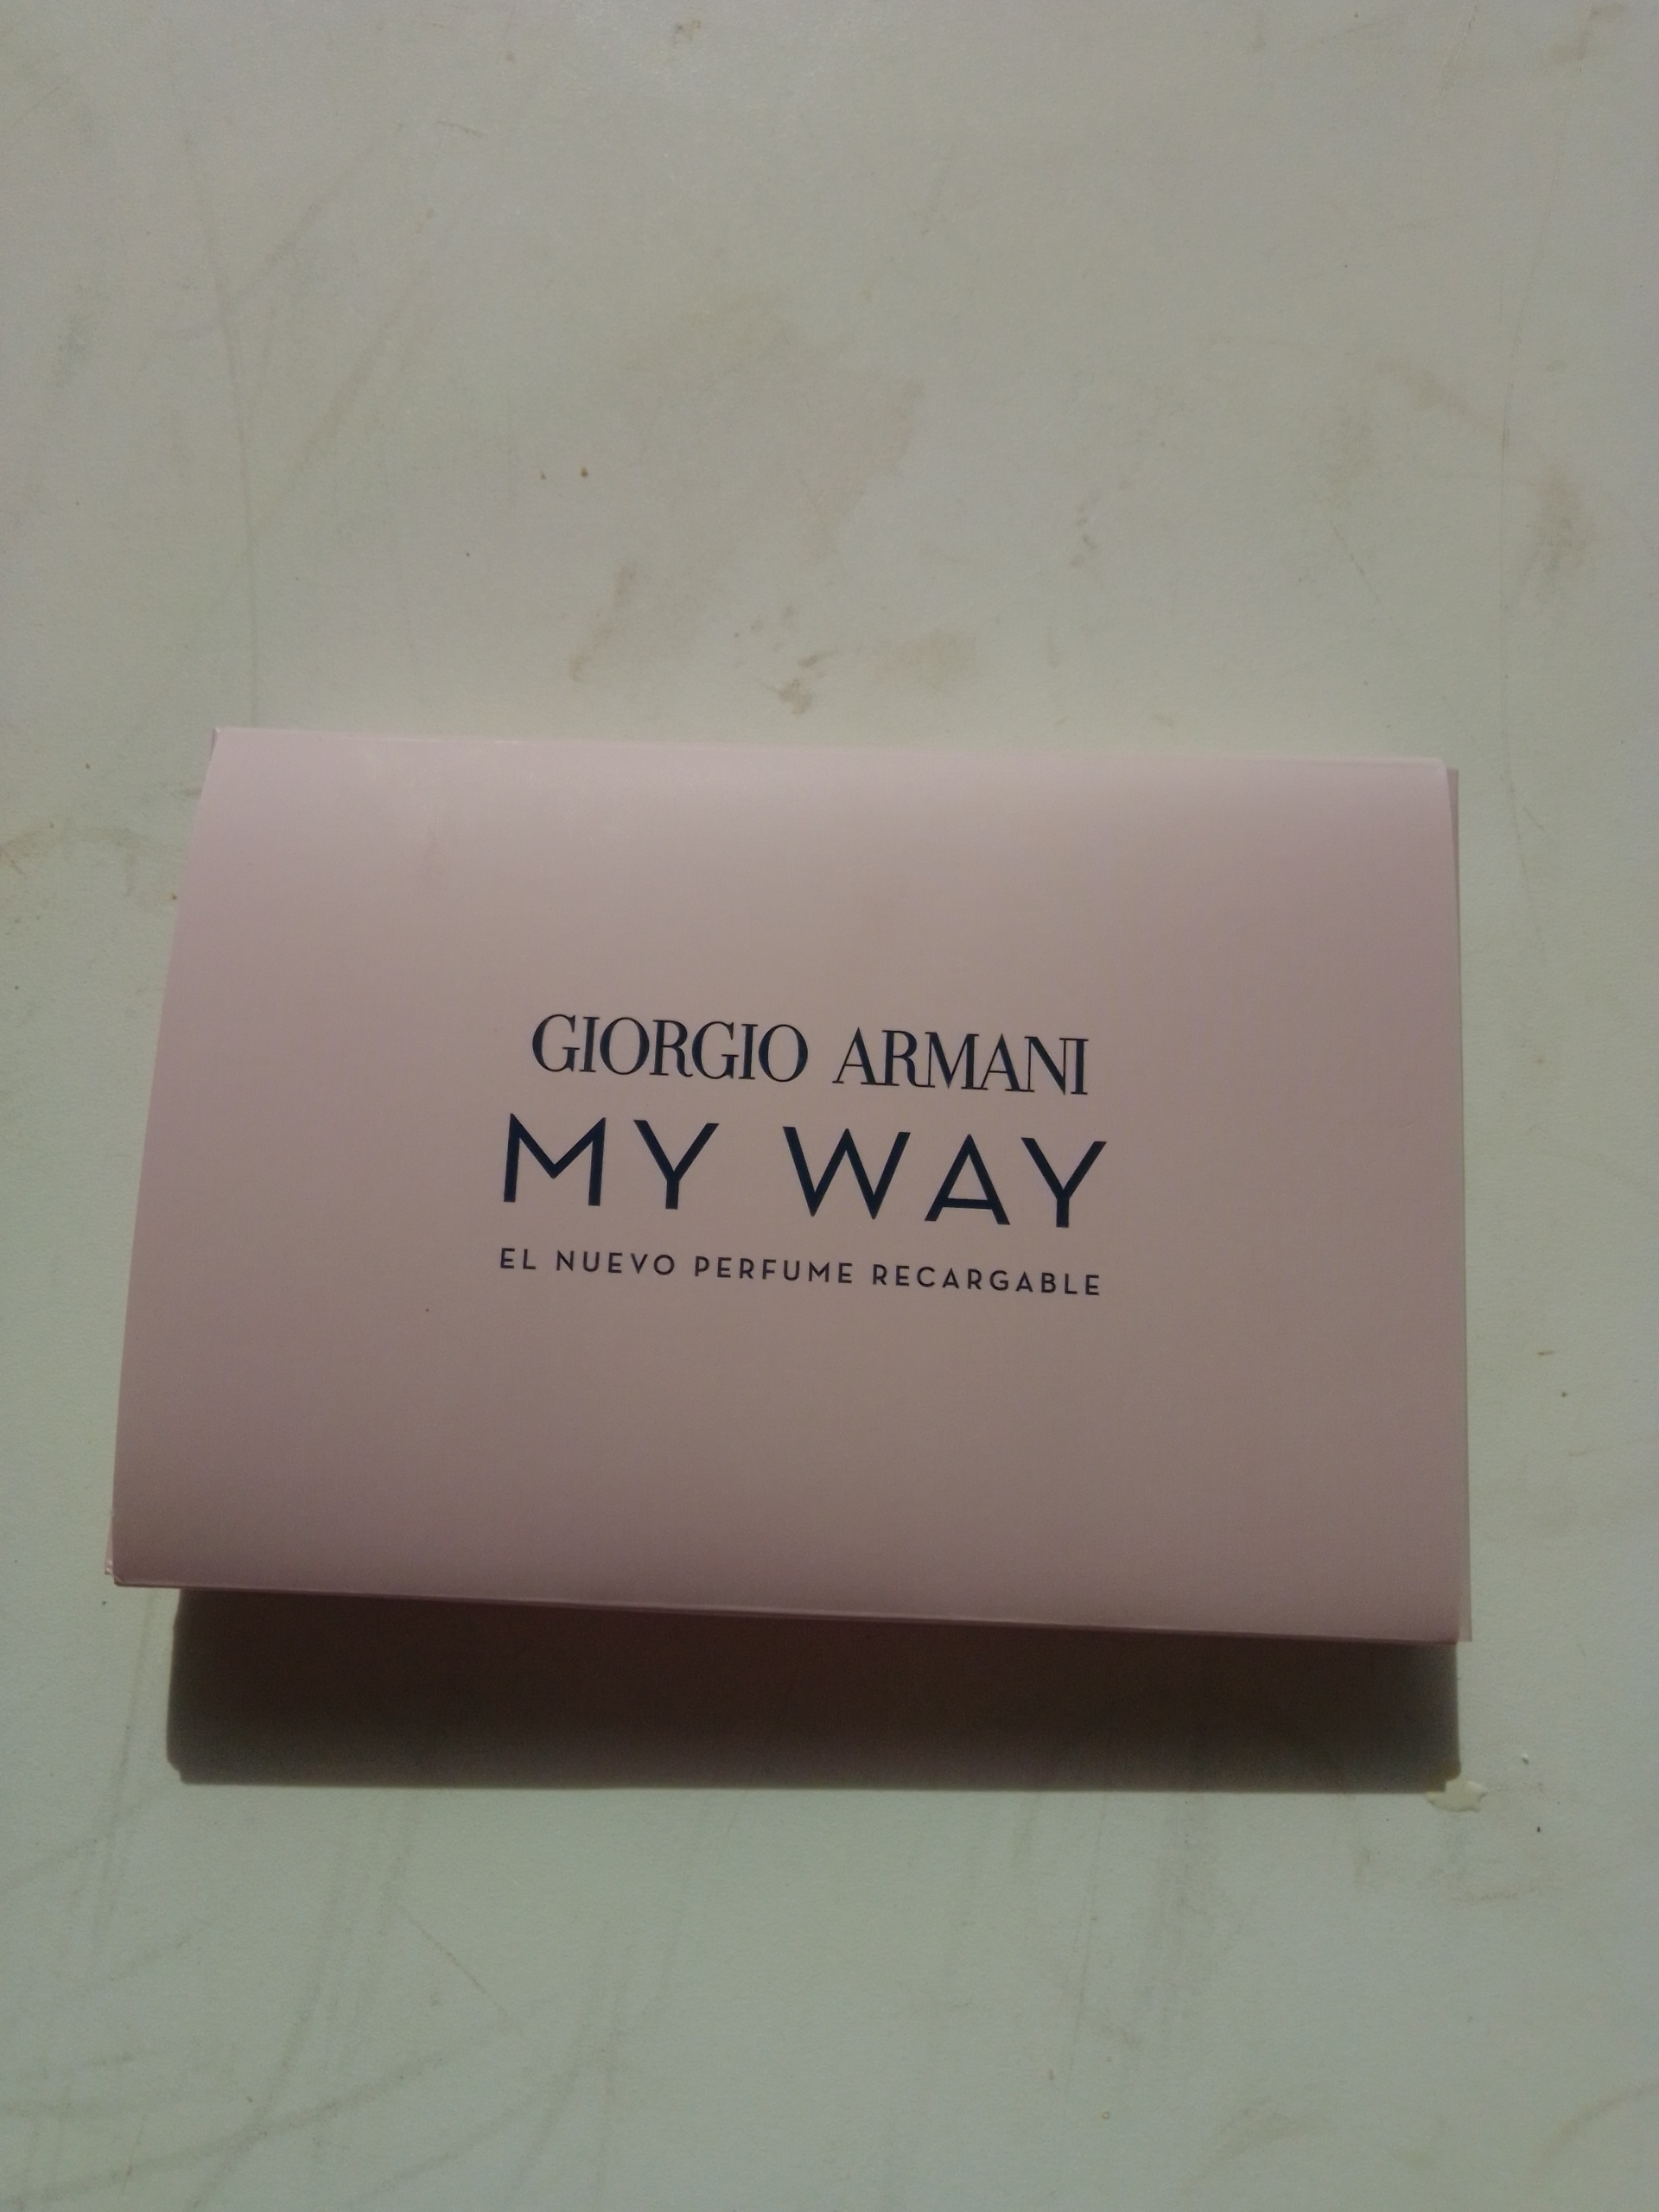 GIORGIO ARMANI
MY WAY
EL NUEVO PERFUME RECARGABLE